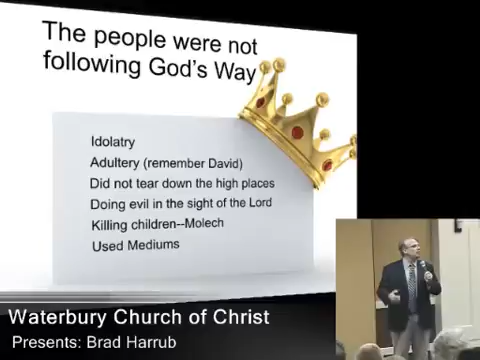 The people were not
following God's Way
Idolatry
Adultery (remember David)
Did not tear down the high places
Doing evil in the sight of the Lord
Killing children--Molech
Used Mediums
Waterbury Church of Christ
Presents: Brad Harrub